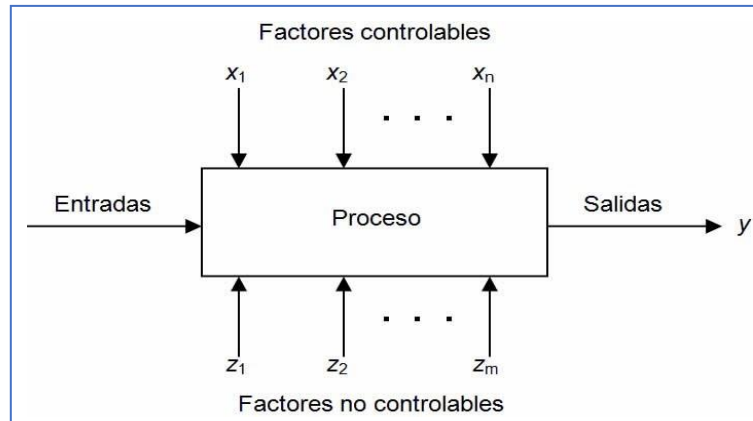 Factores controlables
x1 x2 xn
. . .
Entradas Proceso Salidas y
. . .
z1 z2 zm
Factores no controlables